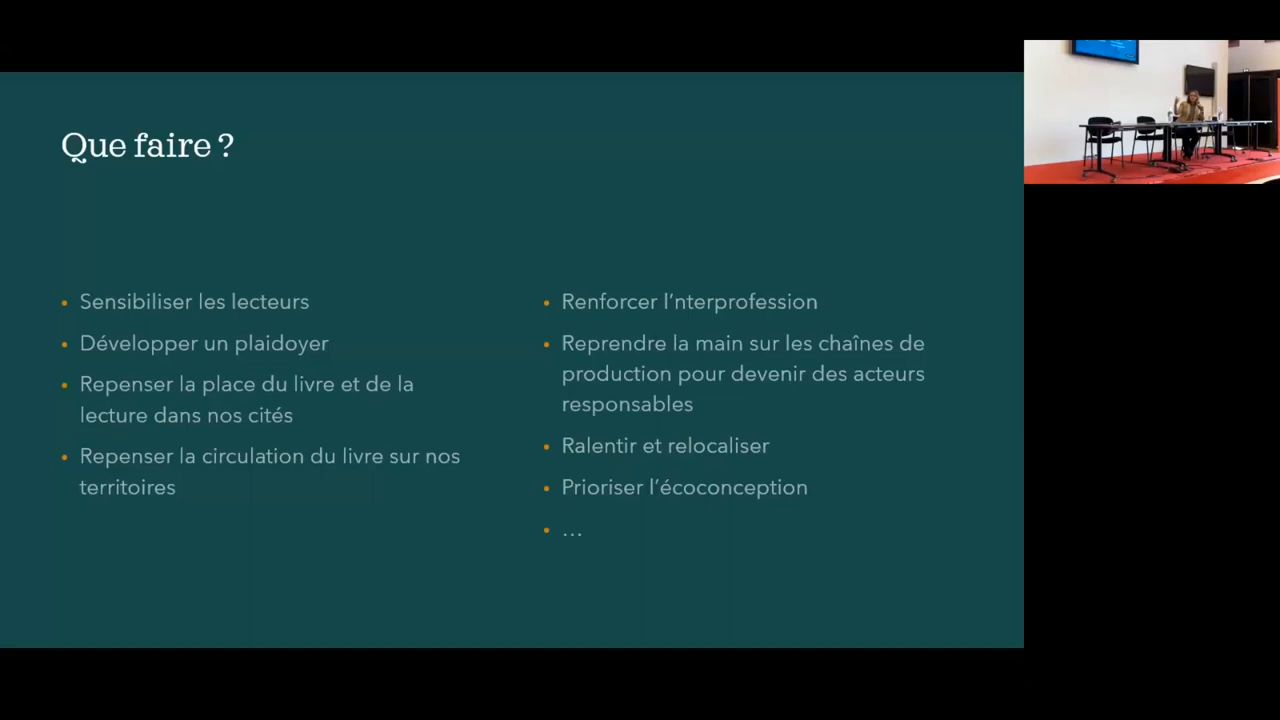 Que faire ?
• Sensibiliser les lecteurs
• Développer un plaidoyer
• Repenser la place du livre et de la
lecture dans nos cités
• Repenser la circulation du livre sur nos
territoires
• Renforcer l’nterprofession
• Reprendre la main sur les chaînes de
production pour devenir des acteurs
responsables
• Ralentir et relocaliser
• Prioriser l’écoconception
• …